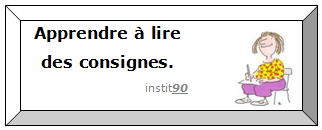 Apprendre à lire
des consignes.
instit90